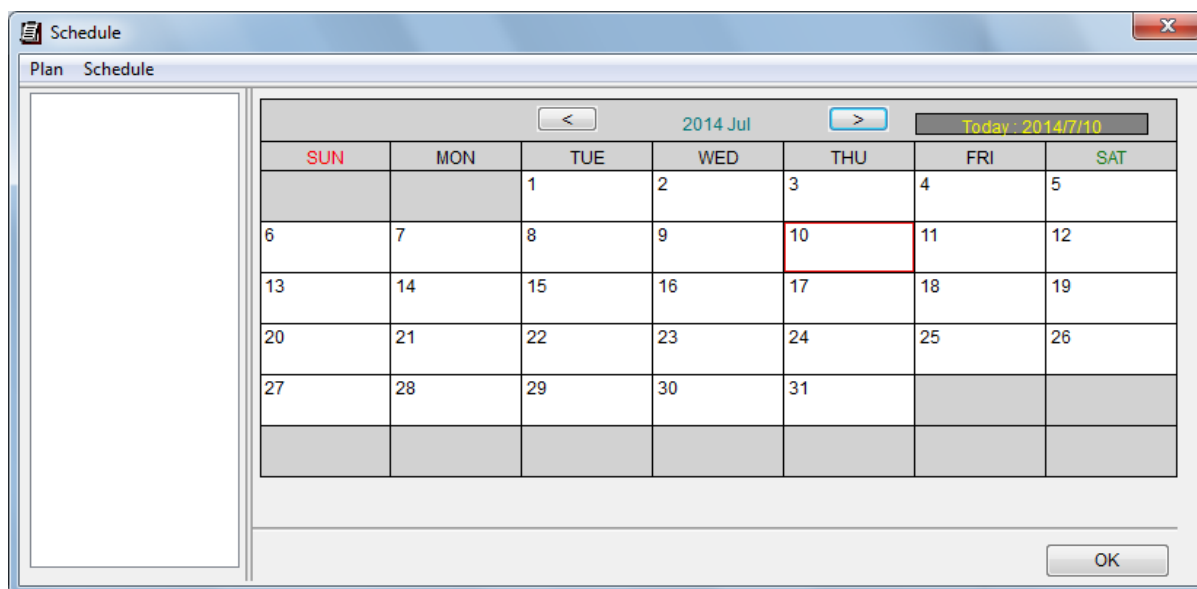 Schedule
Plan Schedule
< 2014 Jul > Today : 2014/7/10
SUN MON TUE WED THU FRI SAT
1 2 3 4 5
6 7 8 9 10 11 12
13 14 15 16 17 18 19
20 21 22 23 24 25 26
27 28 29 30 31
OK